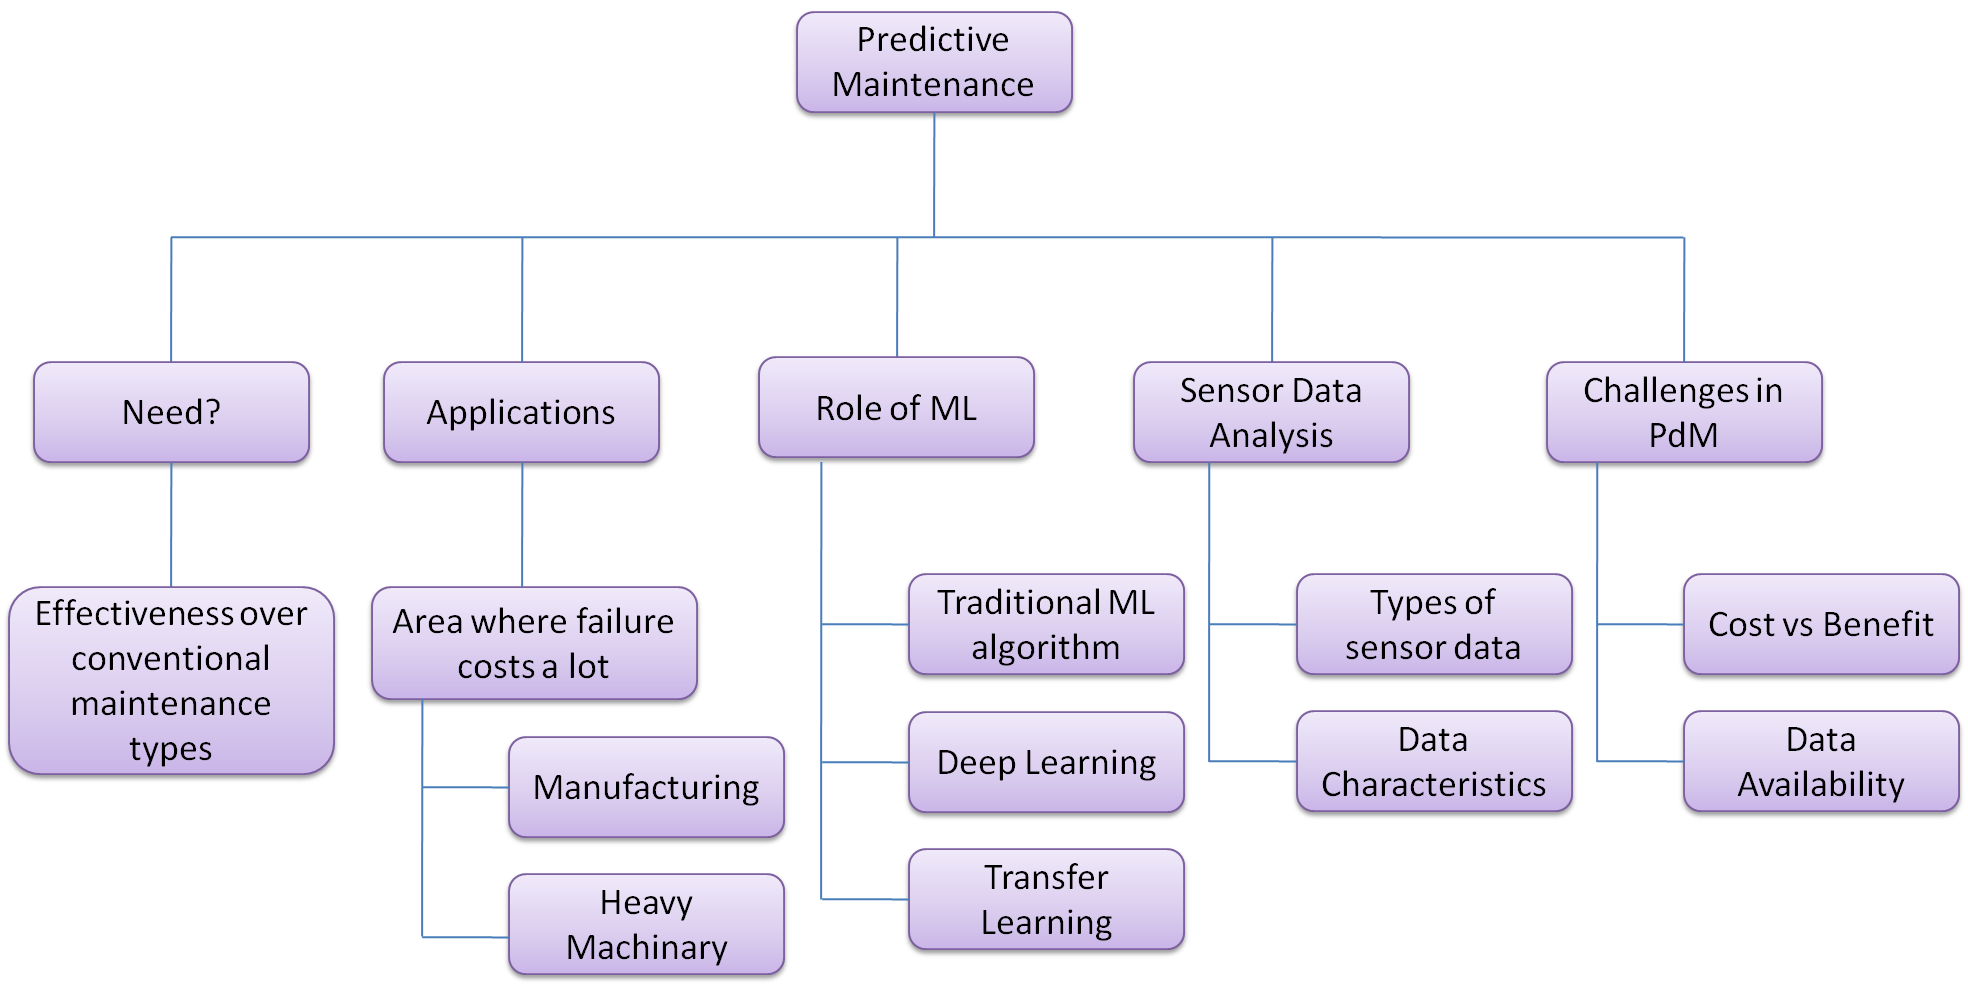 Predictive
Maintenance
Need?
Applications
Role of ML
Sensor Data
Analysis
Challenges in
PdM
Effectiveness over
conventional
maintenance
types
Area where failure
costs a lot
Manufacturing
Heavy
Machinary
Traditional ML
algorithm
Deep Learning
Transfer
Learning
Types of
sensor data
Data
Characteristics
Cost vs Benefit
Data
Availability